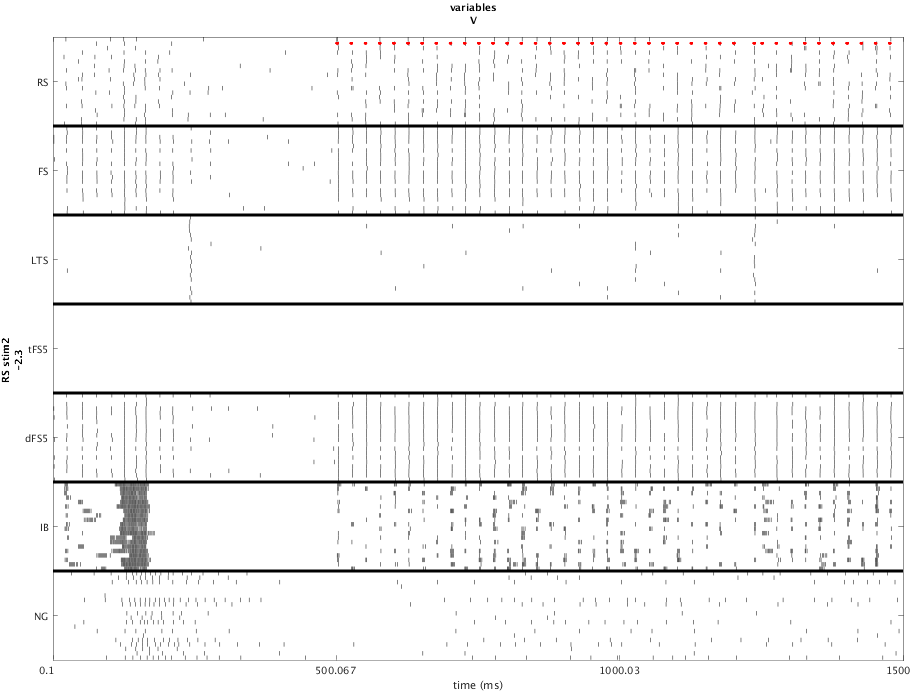 variables
V
RS
FS
LTS
RS stim2
-2.3
tFS5
dFS5
IB
NG
0.1
500.067
1000.03
1500
time (ms)